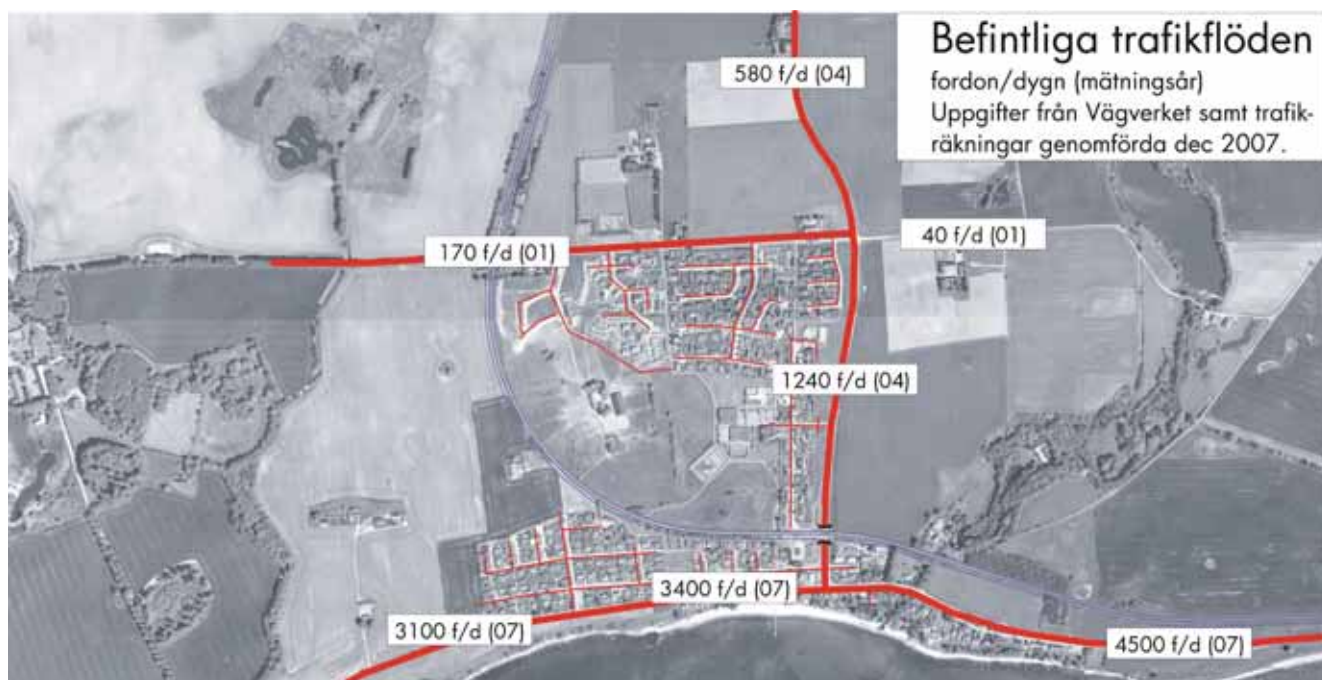 Befintliga trafikflöden
fordon/dygn (mätningsår)
Uppgifter från Vägverket samt trafik-
räkningar genomförda dec 2007.
580 f/d (04)
170 f/d (01)
40 f/d (01)
1240 f/d (04)
3400 f/d (07)
3100 f/d (07)
4500 f/d (07)